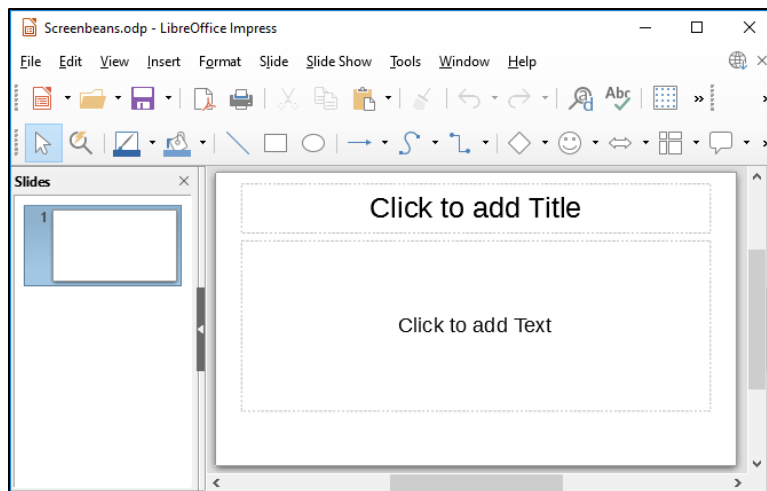 Screenbeans.odp - LibreOffice Impress
File Edit View Insert Format Slide Slide Show Tools Window Help
Abc
Slides
1
Click to add Title
Click to add Text